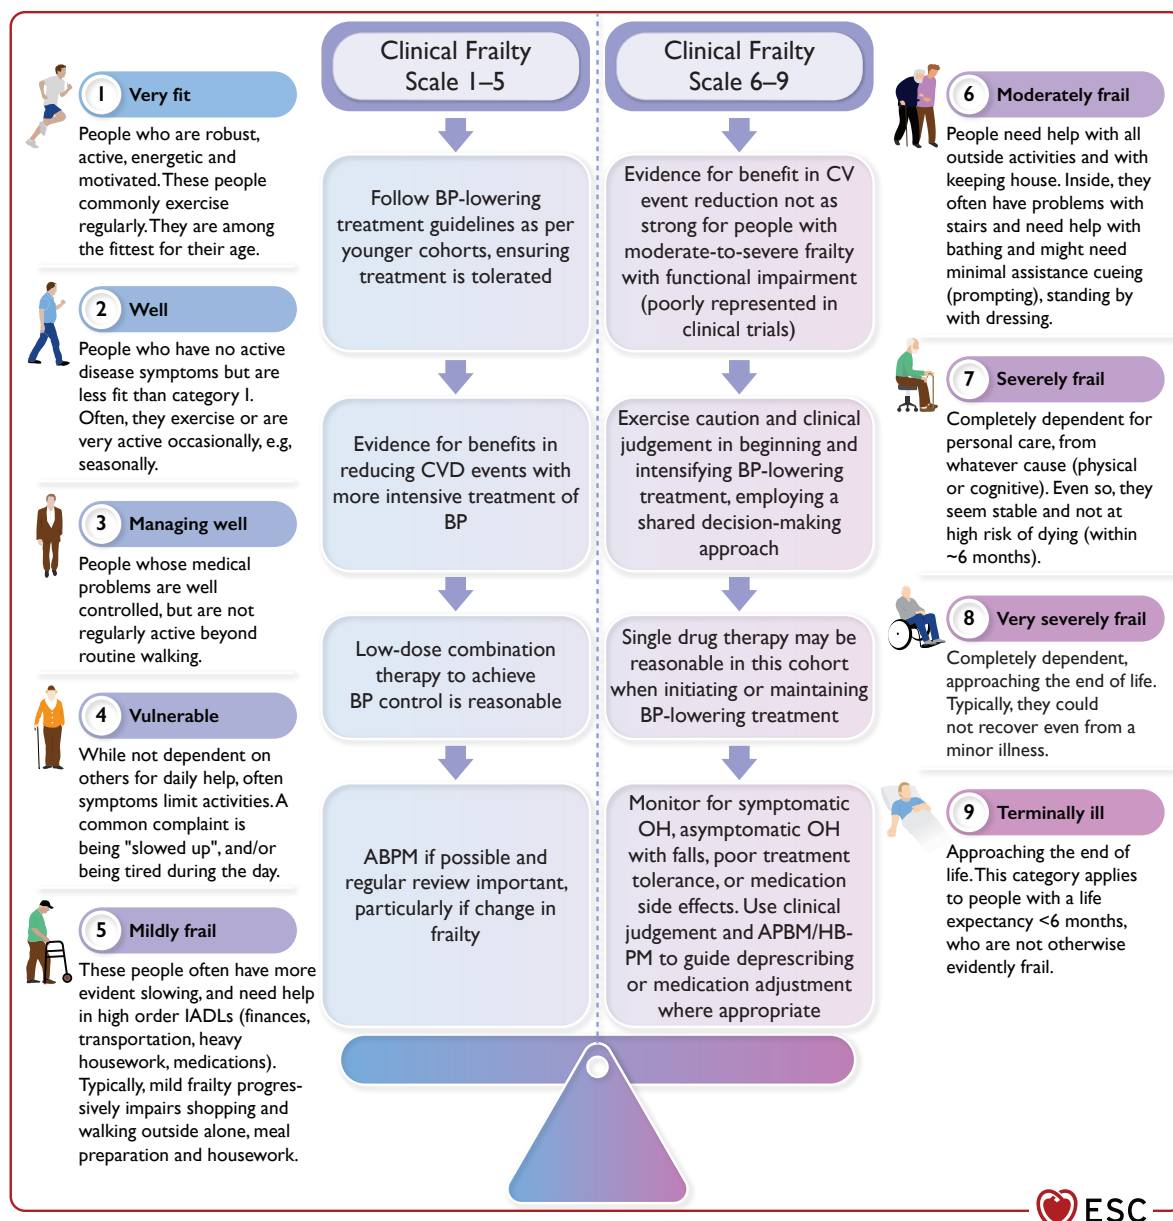 Clinical Frailty
Scale 1–5
Clinical Frailty
Scale 6–9
1 Very fit
People who are robust,
active, energetic and
motivated. These people
commonly exercise
regularly. They are among
the fittest for their age.
2 Well
People who have no active
disease symptoms but are
less fit than category 1.
Often, they exercise or are
very active occasionally, e.g,
seasonally.
3 Managing well
People whose medical
problems are well
controlled, but are not
regularly active beyond
routine walking.
4 Vulnerable
While not dependent on
others for daily help, often
symptoms limit activities. A
common complaint is
being "slowed up", and/or
being tired during the day.
5 Mildly frail
These people often have more
evident slowing, and need help
in high order IADLs (finances,
transportation, heavy
housework, medications).
Typically, mild frailty progres-
sively impairs shopping and
walking outside alone, meal
preparation and housework.
Follow BP-lowering
treatment guidelines as per
younger cohorts, ensuring
treatment is tolerated
Evidence for benefits in
reducing CVD events with
more intensive treatment of
BP
Low-dose combination
therapy to achieve
BP control is reasonable
ABPM if possible and
regular review important,
particularly if change in
frailty
Evidence for benefit in CV
event reduction not as
strong for people with
moderate-to-severe frailty
with functional impairment
(poorly represented in
clinical trials)
Exercise caution and clinical
judgement in beginning and
intensifying BP-lowering
treatment, employing a
shared decision-making
approach
Single drug therapy may be
reasonable in this cohort
when initiating or maintaining
BP-lowering treatment
Monitor for symptomatic
OH, asymptomatic OH
with falls, poor treatment
tolerance, or medication
side effects. Use clinical
judgement and APBM/HB-
PM to guide deprescribing
or medication adjustment
where appropriate
6 Moderately frail
People need help with all
outside activities and with
keeping house. Inside, they
often have problems with
stairs and need help with
bathing and might need
minimal assistance cueing
(prompting), standing by
with dressing.
7 Severely frail
Completely dependent for
personal care, from
whatever cause (physical
or cognitive). Even so, they
seem stable and not at
high risk of dying (within
~6 months).
8 Very severely frail
Completely dependent,
approaching the end of life.
Typically, they could
not recover even from a
minor illness.
9 Terminally ill
Approaching the end of
life. This category applies
to people with a life
expectancy <6 months,
who are not otherwise
evidently frail.
ESC